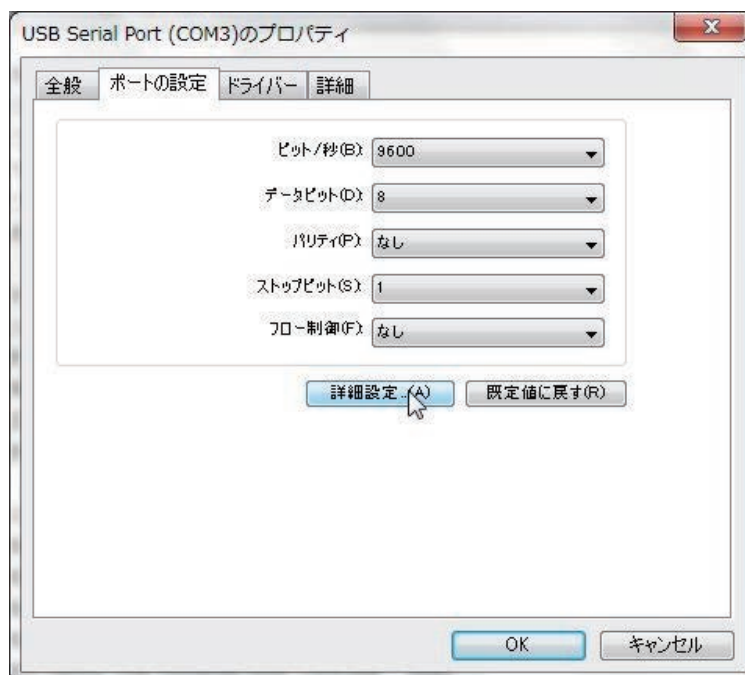 USB Serial Port (COM3)のプロパティ
全般 ポートの設定 ドライバー 詳細
ビット/秒(B): 9600
データ ビット(D): 8
パリティ(P): なし
ストップ ビット(S): 1
フロー制御(F): なし
詳細設定...(A) 既定値に戻す(R)
OK キャンセル